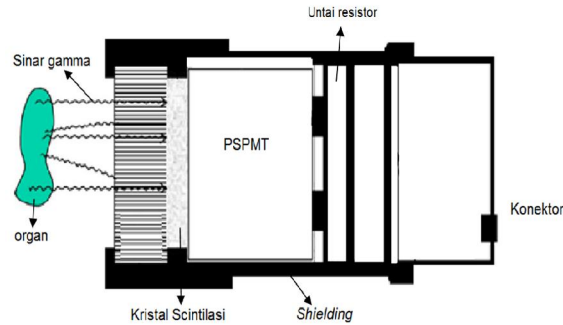 Untai resistor
Sinar gamma
PSPMT
Konektor
organ
Kristal Scintilasi
Shielding